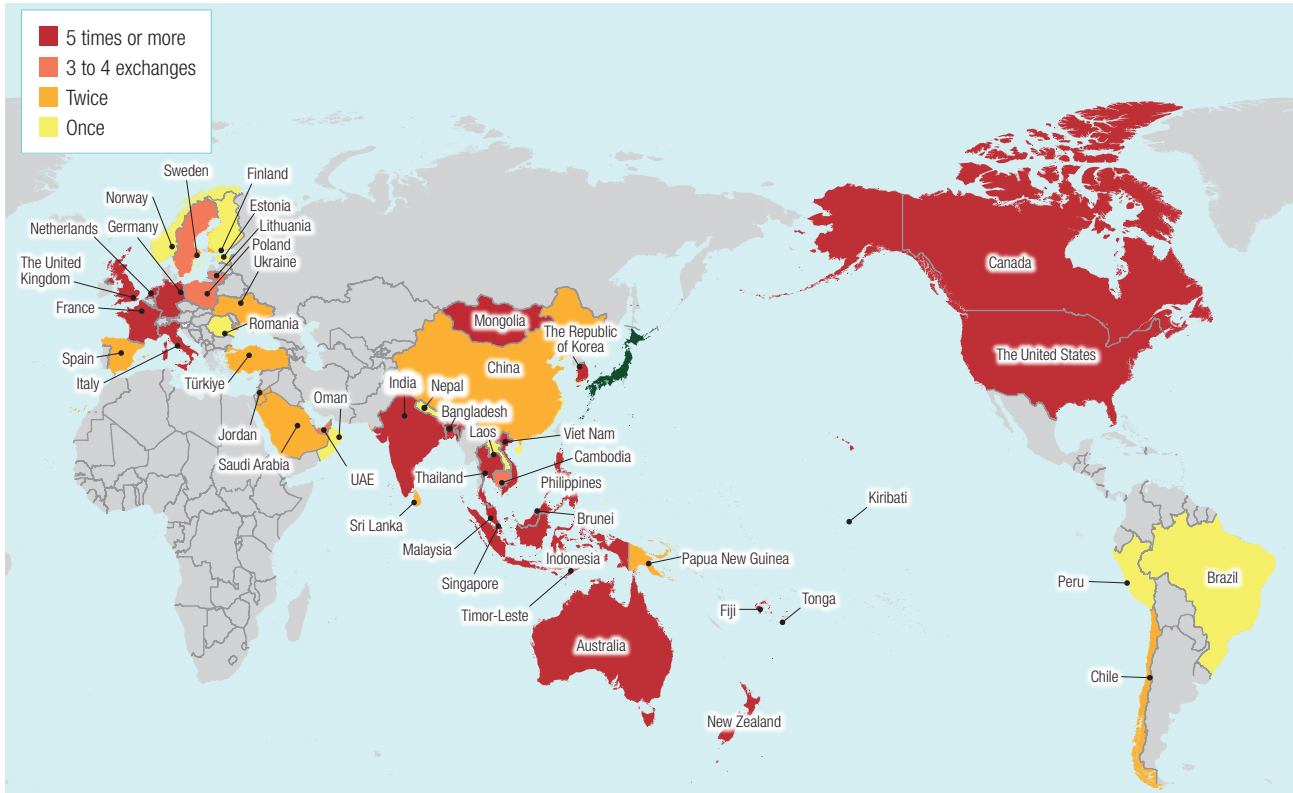 5 times or more
3 to 4 exchanges
Twice
Once
Sweden
Finland
Norway
Estonia
Netherlands
Germany
Lithuania
Poland
Ukraine
The United
Kingdom
France
Romania
Spain
Italy
Türkiye
Mongolia
The Republic
of Korea
China
India
Nepal
Oman
Bangladesh
Jordan
Laos
Viet Nam
Saudi Arabia
UAE
Thailand
Cambodia
Philippines
Sri Lanka
Brunei
Malaysia
Indonesia
Singapore
Timor-Leste
Papua New Guinea
Kiribati
Fiji
Tonga
Australia
New Zealand
Canada
The United States
Peru
Brazil
Chile